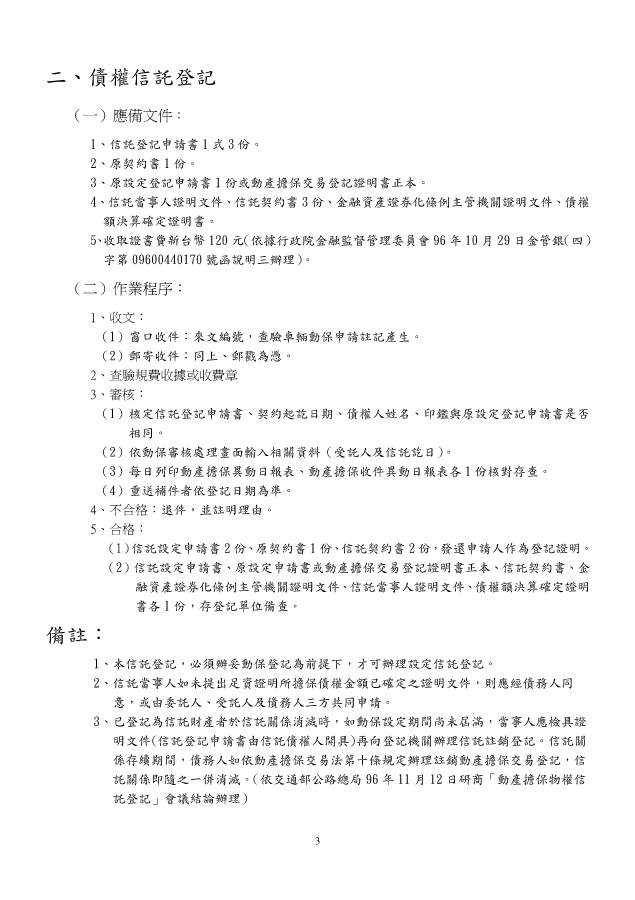 二、債權信託登記
（一）應備文件：
1、信託登記申請書 1 式 3 份。
2、原契約書 1 份。
3、原設定登記申請書 1 份或動產擔保交易登記證明書正本。
4、信託當事人證明文件、信託契約書 3 份、金融資產證券化條例主管機關證明文件、債權
額決算確定證明書。
5、收取證書費新台幣 120 元(依據行政院金融監督管理委員會 96 年 10 月 29 日金管銀(四)
字第 09600440170 號函說明三辦理)。
（二）作業程序：
1、收文：
（1）窗口收件：來文編號，查驗車輛動保申請註記產生。
（2）郵寄收件：同上、郵戳為憑。
2、查驗規費收據或收費章
3、審核：
（1）核定信託登記申請書、契約起訖日期、債權人姓名、印鑑與原設定登記申請書是否
相同。
（2）依動保審核處理畫面輸入相關資料（受託人及信託訖日）。
（3）每日列印動產擔保異動日報表、動產擔保收件異動日報表各 1 份核對存查。
（4）重送補件者依登記日期為準。
4、不合格：退件，並註明理由。
5、合格：
（1）信託設定申請書 2 份、原契約書 1 份、信託契約書 2 份，發還申請人作為登記證明。
（2）信託設定申請書、原設定申請書或動產擔保交易登記證明書正本、信託契約書、金
融資產證券化條例主管機關證明文件、信託當事人證明文件、債權額決算確定證明
書各 1 份，存登記單位備查。
備註：
1、本信託登記，必須辦妥動保登記為前提下，才可辦理設定信託登記。
2、信託當事人如未提出足資證明所擔保債權金額已確定之證明文件，則應經債務人同
意，或由委託人、受託人及債務人三方共同申請。
3、已登記為信託財產者於信託關係消滅時，如動保設定期間尚未屆滿，當事人應檢具證
明文件(信託登記申請書由信託債權人開具)再向登記機關辦理信託註銷登記。信託關
係存續期間，債務人如依動產擔保交易法第十條規定辦理註銷動產擔保交易登記，信
託關係即隨之一併消滅。(依交通部公路總局 96 年 11 月 12 日研商「動產擔保物權信
託登記」會議結論辦理)
3